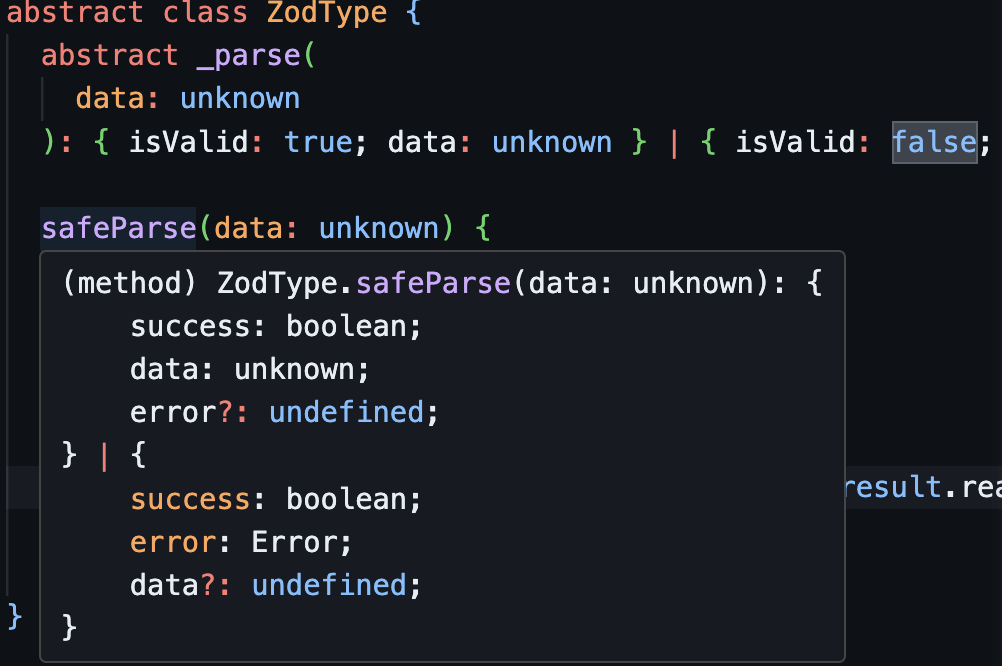 abstract class ZodType {
abstract _parse(
data: unknown
): { isValid: true; data: unknown } | { isValid: false;
safeParse(data: unknown) {
(method) ZodType.safeParse(data: unknown): {
success: boolean;
data: unknown;
error?: undefined;
} | {
success: boolean;
result.rea
error: Error;
data?: undefined;
}
}